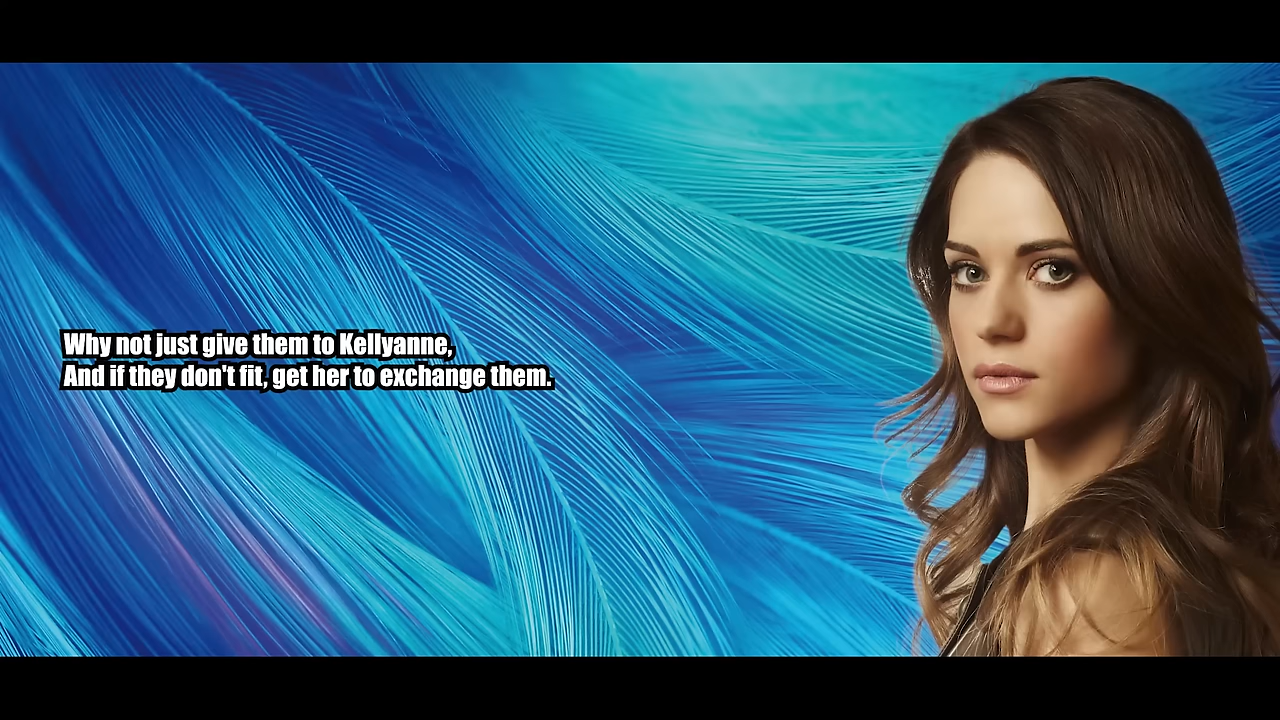 Why not just give them to Kellyanne,
And if they don't fit, get her to exchange them.